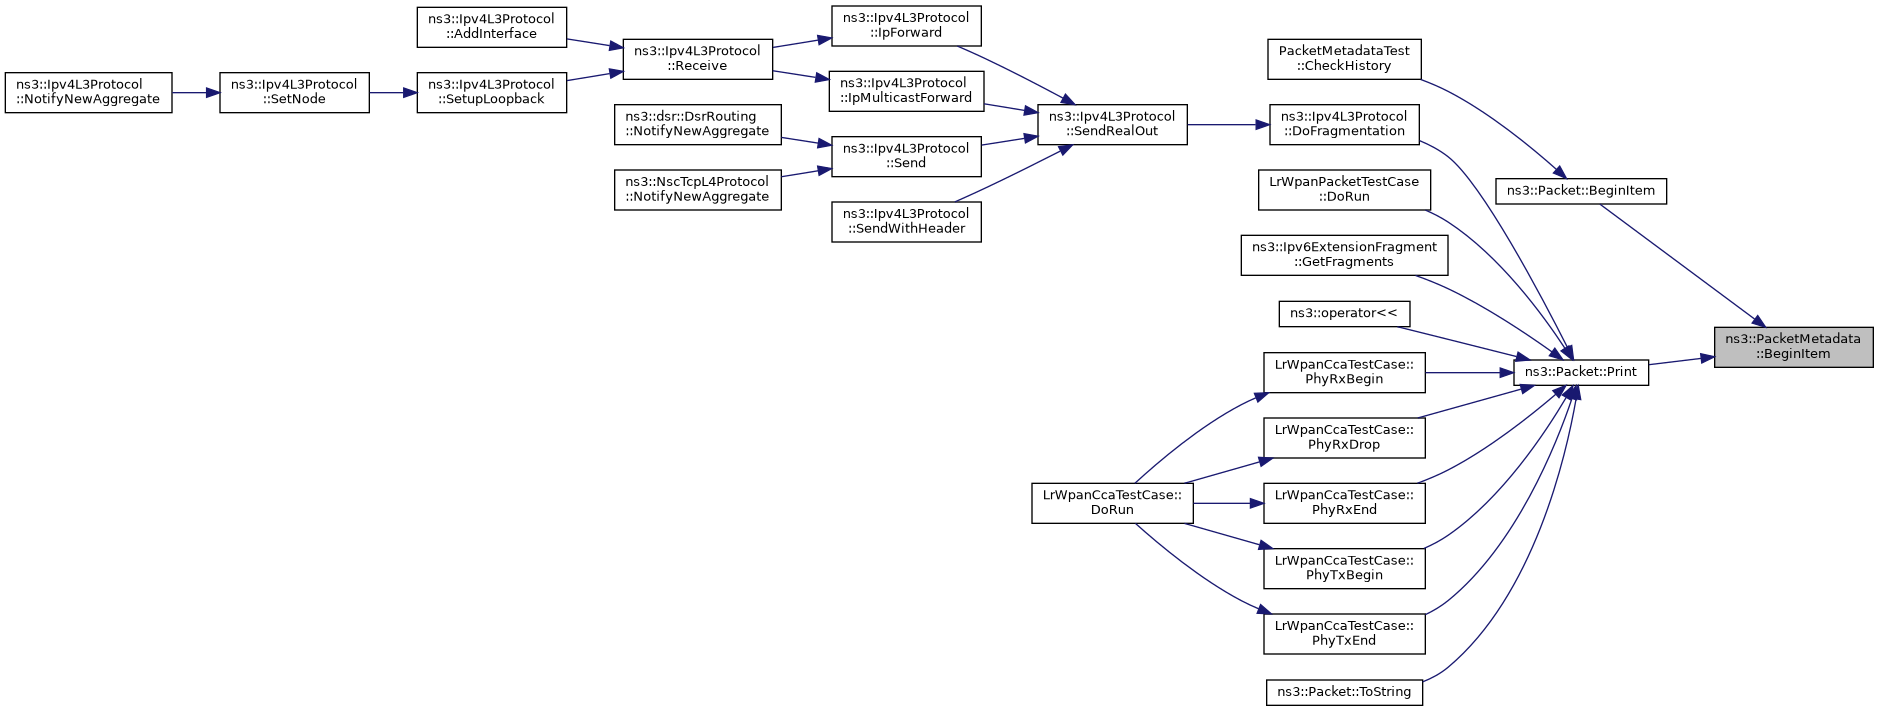 ns3::Ipv4L3Protocol
::NotifyNewAggregate
ns3::Ipv4L3Protocol
::SetNode
ns3::Ipv4L3Protocol
::AddInterface
ns3::Ipv4L3Protocol
::SetupLoopback
ns3::Ipv4L3Protocol
::Receive
ns3::dsr::DsrRouting
::NotifyNewAggregate
ns3::NscTcpL4Protocol
::NotifyNewAggregate
ns3::Ipv4L3Protocol
::IpForward
ns3::Ipv4L3Protocol
::IpMulticastForward
ns3::Ipv4L3Protocol
::Send
ns3::Ipv4L3Protocol
::SendWithHeader
ns3::Ipv4L3Protocol
::SendRealOut
LrWpanCcaTestCase::
DoRun
PacketMetadataTest
::CheckHistory
ns3::Ipv4L3Protocol
::DoFragmentation
LrWpanPacketTestCase
::DoRun
ns3::Ipv6ExtensionFragment
::GetFragments
ns3::operator<<
LrWpanCcaTestCase::
PhyRxBegin
LrWpanCcaTestCase::
PhyRxDrop
LrWpanCcaTestCase::
PhyRxEnd
LrWpanCcaTestCase::
PhyTxBegin
LrWpanCcaTestCase::
PhyTxEnd
ns3::Packet::ToString
ns3::Packet::BeginItem
ns3::Packet::Print
ns3::PacketMetadata
::BeginItem